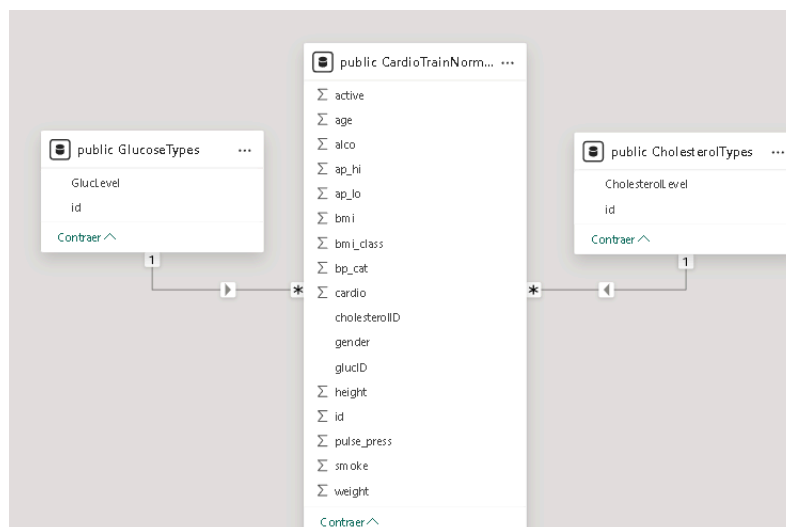 public GlucoseTypes
GlucLevel
id
Contraer
1
*
public CardioTrainNorm...
active
age
alco
ap_hi
ap_lo
bmi
bmi_class
bp_cat
cardio
cholesterolID
gender
glucID
height
id
pulse_press
smoke
weight
Contraer
public CholesterolTypes
CholesterolLevel
id
Contraer
1
*